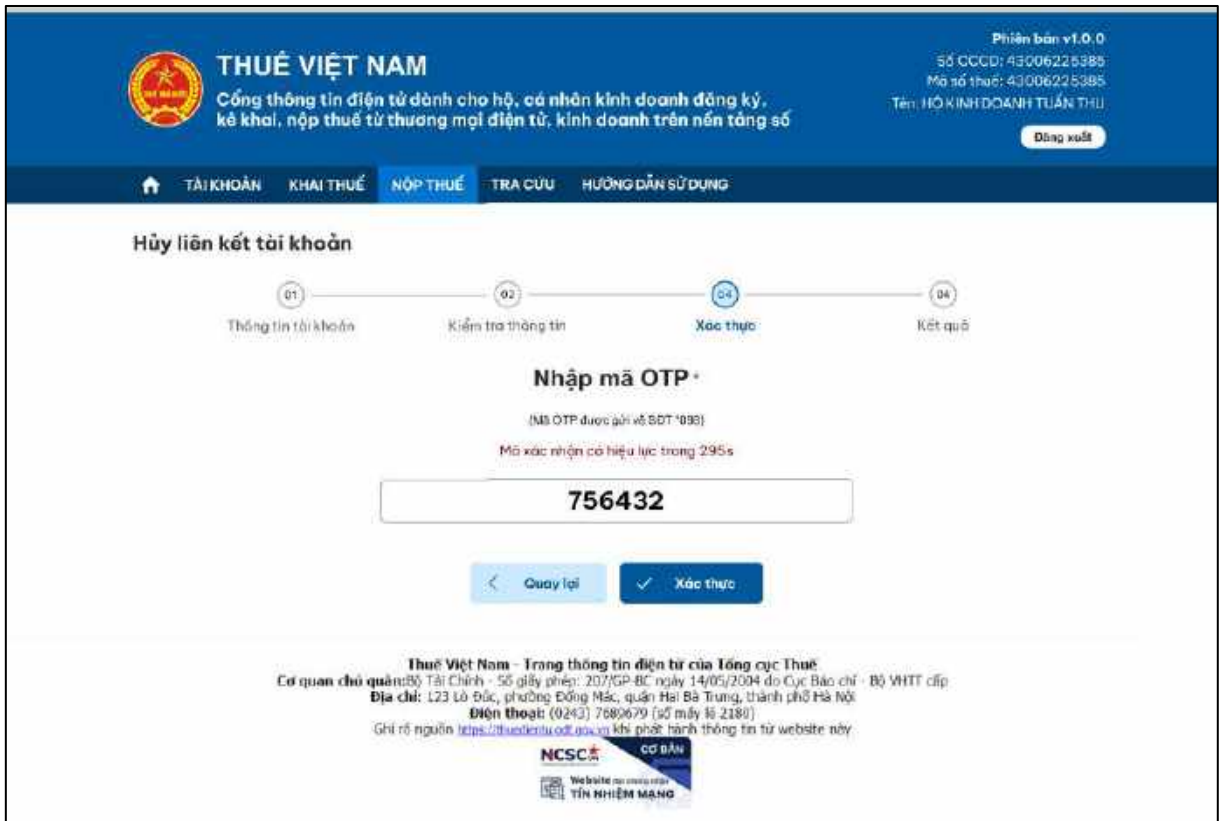 Phiên bản v1.0.0
Số CCCD: 43006225385
THUẾ VIỆT NAM
Mã số thuế: 43006225385
Cổng thông tin điện tử dành cho hộ, cá nhân kinh doanh đăng ký,
Tên: HỘ KINH DOANH TUẤN THU
kê khai, nộp thuế từ thương mại điện tử, kinh doanh trên nền tảng số
Đăng xuất
TÀI KHOẢN KHAI THUẾ NỘP THUẾ TRA CỨU HƯỚNG DẪN SỬ DỤNG
Hủy liên kết tài khoản
01 02 04 04
Thông tin tài khoản Kiểm tra thông tin Xác thực Kết quả
Nhập mã OTP *
(Mã OTP được gửi về SĐT *893)
Mã xác nhận có hiệu lực trong 295s
756432
Quay lại Xác thực
Thuế Việt Nam - Trang thông tin điện tử của Tổng cục Thuế
Cơ quan chủ quản: Bộ Tài Chính - Số giấy phép: 207/GP-BC ngày 14/05/2004 do Cục Báo chí - Bộ VHTT cấp
Địa chỉ: 123 Lò Đúc, phường Đống Mác, quận Hai Bà Trưng, thành phố Hà Nội
Điện thoại: (0243) 7689679 (số máy lẻ 2180)
Ghi rõ nguồn https://thuedientu.gdt.gov.vn khi phát hành thông tin từ website này
NCSC CƠ BẢN
Website
TÍN NHIỆM MẠNG